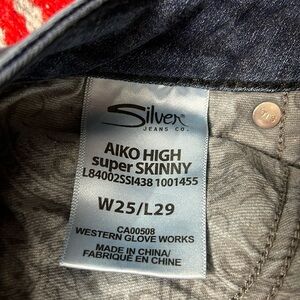 Silver
JEANS CO.
AIKO HIGH
super SKINNY
L84002SSI438 1001455
W25/L29
CA00508
WESTERN GLOVE WORKS
MADE IN CHINA/
FABRIQUÉ EN CHINE